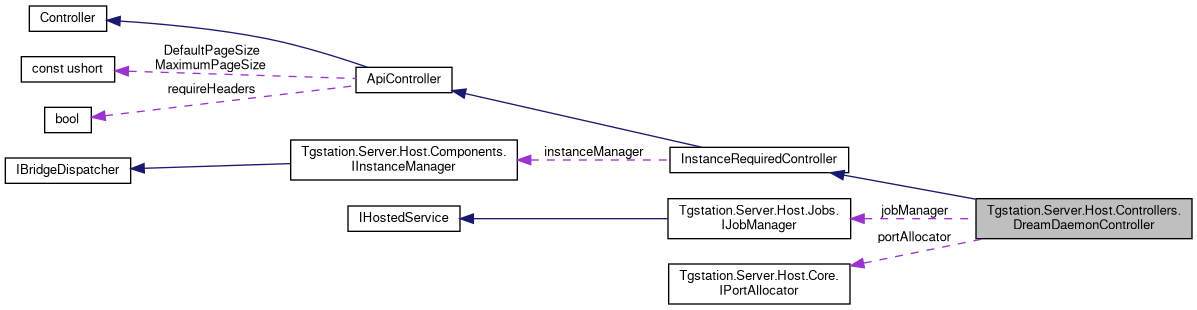 Controller
const ushort
DefaultPageSize
MaximumPageSize
ApiController
requireHeaders
bool
IBridgeDispatcher
Tgstation.Server.Host.Components.
IInstanceManager
instanceManager
InstanceRequiredController
IHostedService
Tgstation.Server.Host.Jobs.
IJobManager
jobManager
Tgstation.Server.Host.Controllers.
DreamDaemonController
portAllocator
Tgstation.Server.Host.Core.
IPortAllocator